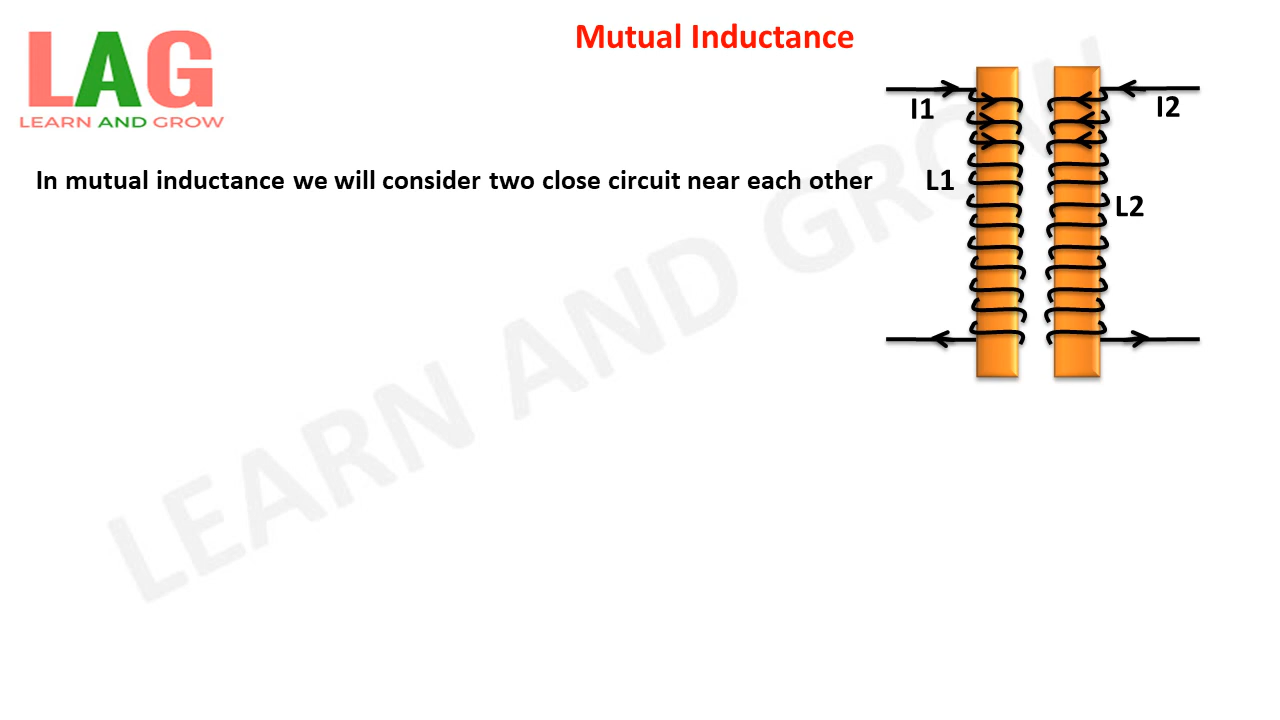 LAG
LEARN AND GROW
Mutual Inductance
In mutual inductance we will consider two close circuit near each other
I1
I2
L1
L2
LEARN AND GROW